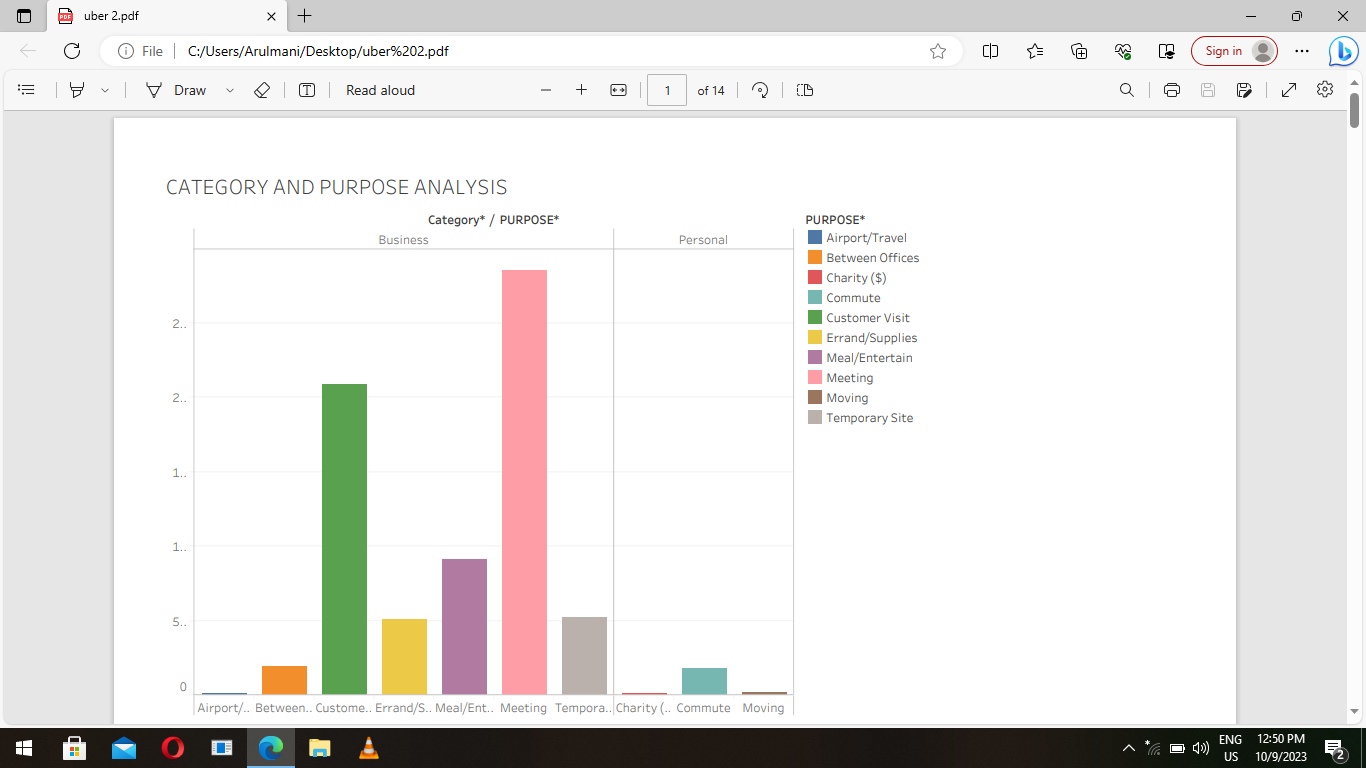 uber 2.pdf
File C:/Users/Arulmani/Desktop/uber%202.pdf
Sign in
Draw
Read aloud
1 of 14
CATEGORY AND PURPOSE ANALYSIS
Category* / PURPOSE*
Business Personal
2..
2..
1..
1..
5..
0
Airport/.. Between.. Custome.. Errand/S.. Meal/Ent.. Meeting Tempora.. Charity (.. Commute Moving
PURPOSE*
Airport/Travel
Between Offices
Charity ($)
Commute
Customer Visit
Errand/Supplies
Meal/Entertain
Meeting
Moving
Temporary Site
ENG
US
12:50 PM
10/9/2023
2